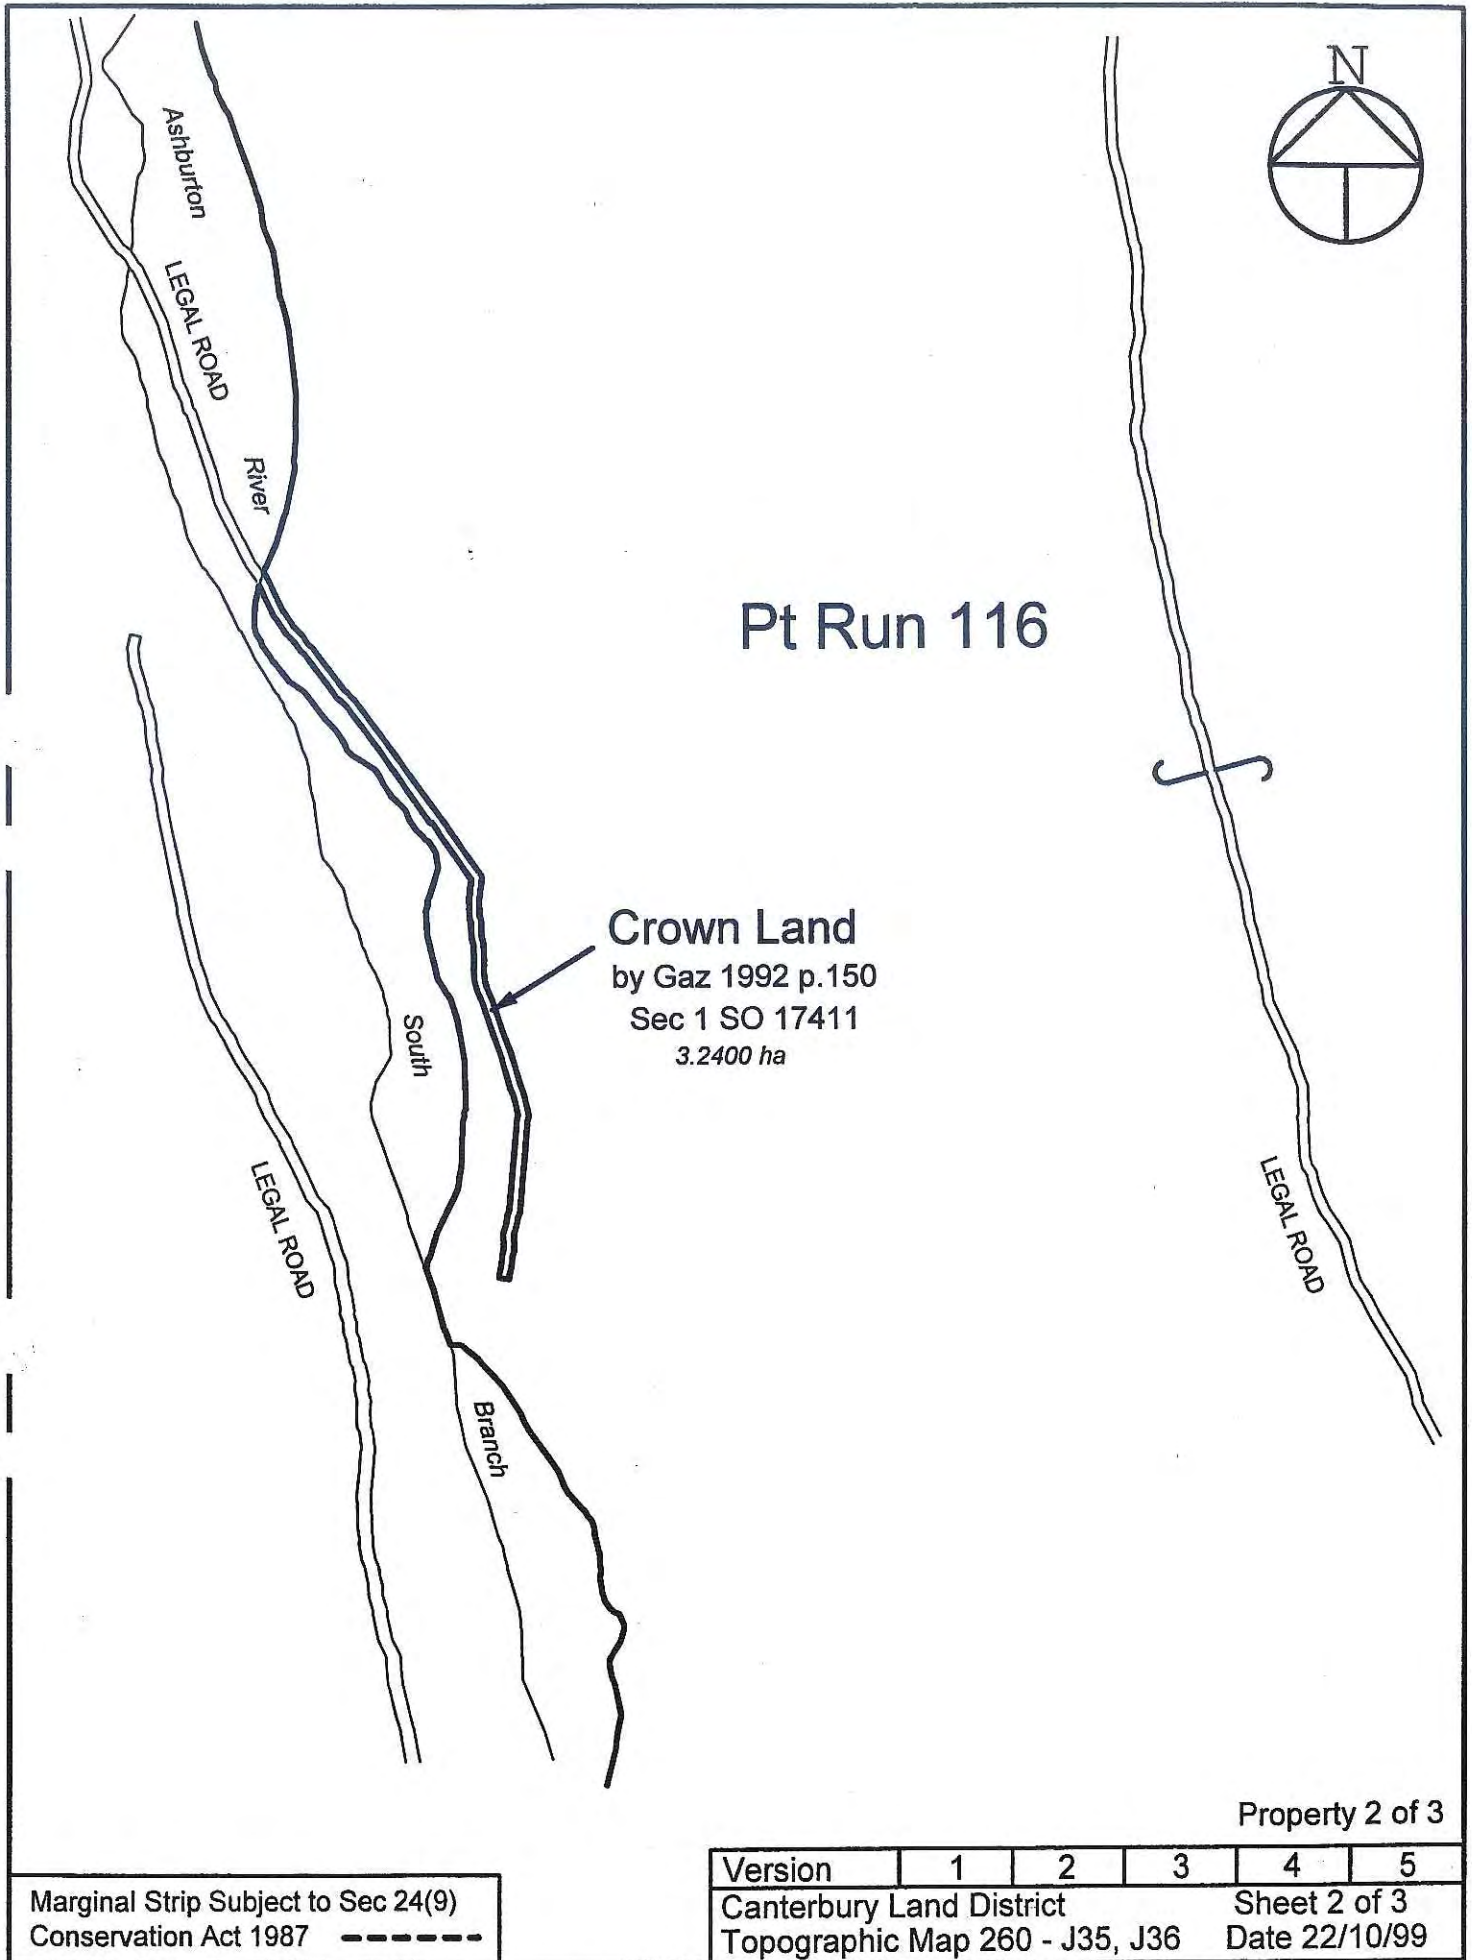 N
Ashburton
LEGAL ROAD
River
Pt Run 116
Crown Land
by Gaz 1992 p.150
Sec 1 SO 17411
3.2400 ha
South
LEGAL ROAD
LEGAL ROAD
Branch
Property 2 of 3
Marginal Strip Subject to Sec 24(9)
Conservation Act 1987
Version 1 2 3 4 5
Canterbury Land District Sheet 2 of 3
Topographic Map 260 - J35, J36 Date 22/10/99